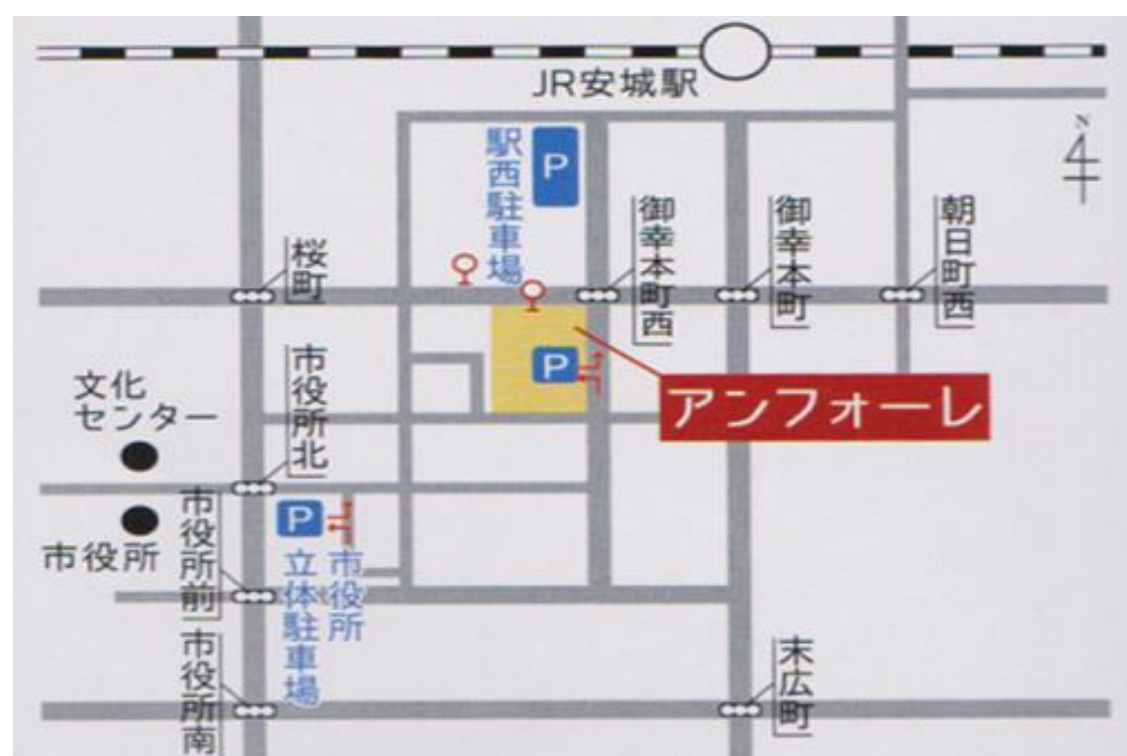 JR安城駅
駅西駐車場
P
N
桜町
御幸本町西
御幸本町
朝日町西
P
アンフォーレ
文化
センター
市役所北
市役所
市役所前
P
市役所
立体駐車場
市役所南
末広町